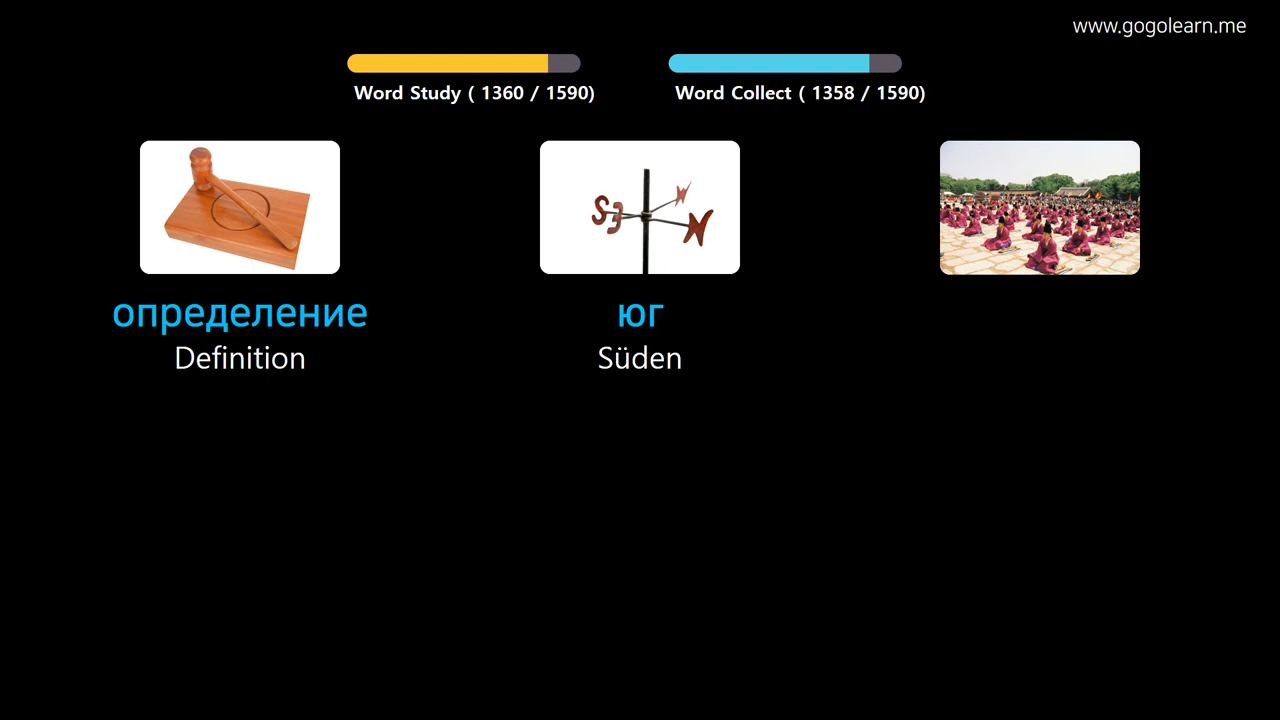 www.gogolearn.me
Word Study ( 1360 / 1590)
Word Collect ( 1358 / 1590)
S E N
определение
Definition
юг
Süden